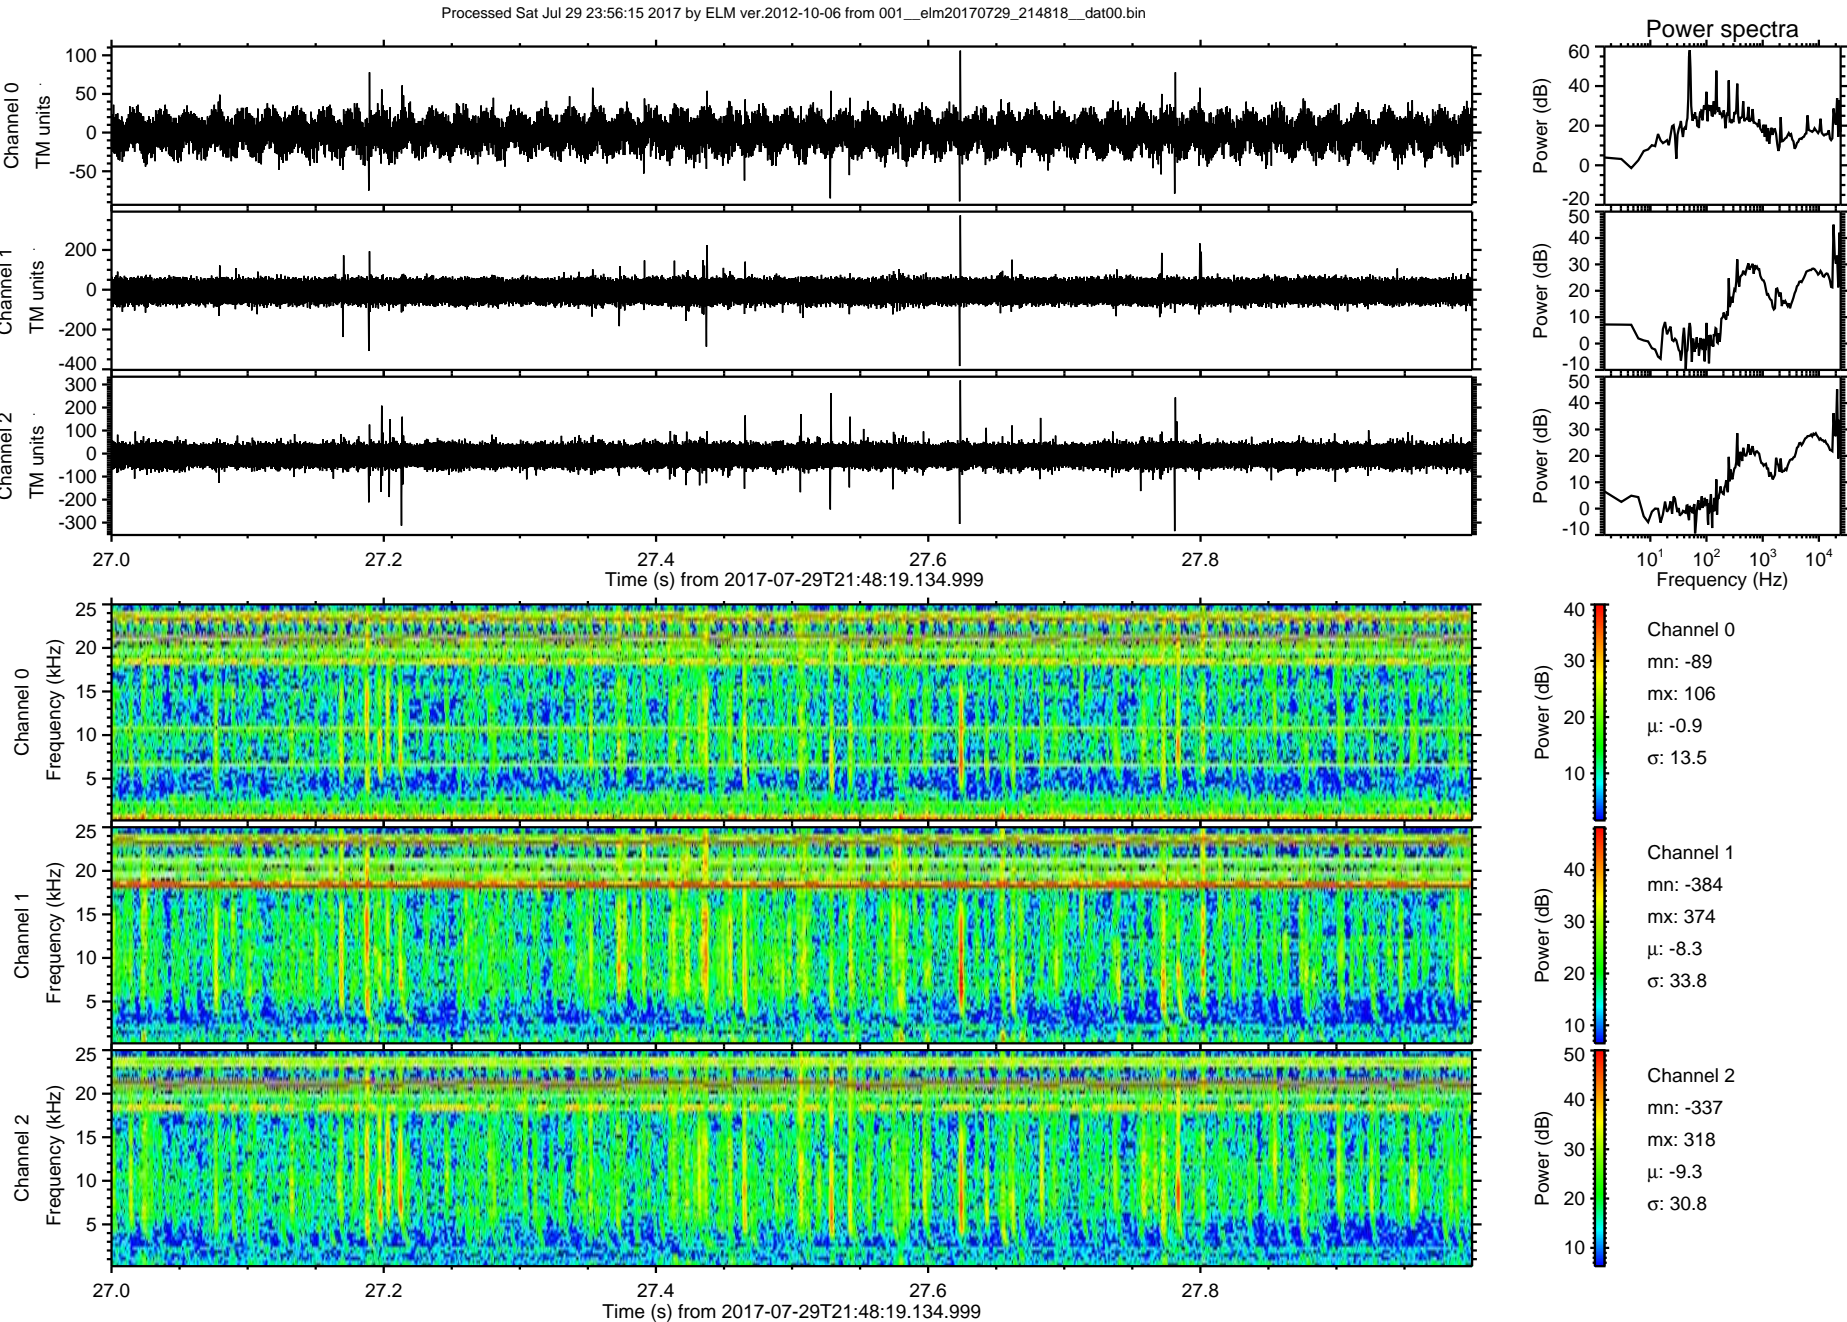 Processed Sat Jul 29 23:56:15 2017 by ELM ver.2012-10-06 from 001__elm20170729_214818__dat00.bin
Power spectra
Channel 0
TM units
100
50
0
-50
Power (dB)
60
40
20
0
-20
Channel 1
TM units
200
0
-200
-400
Power (dB)
50
40
30
20
10
0
-10
Channel 2
TM units
300
200
100
0
-100
-200
-300
Power (dB)
50
40
30
20
10
0
-10
27.0 27.2 27.4 27.6 27.8
Time (s) from 2017-07-29T21:48:19.134.999
10^1 10^2 10^3 10^4
Frequency (Hz)
Channel 0
Frequency (kHz)
25
20
15
10
5
Power (dB)
40
30
20
10
Channel 0
mn: -89
mx: 106
µ: -0.9
σ: 13.5
Channel 1
Frequency (kHz)
25
20
15
10
5
Power (dB)
40
30
20
10
Channel 1
mn: -384
mx: 374
µ: -8.3
σ: 33.8
Channel 2
Frequency (kHz)
25
20
15
10
5
Power (dB)
50
40
30
20
10
Channel 2
mn: -337
mx: 318
µ: -9.3
σ: 30.8
27.0 27.2 27.4 27.6 27.8
Time (s) from 2017-07-29T21:48:19.134.999